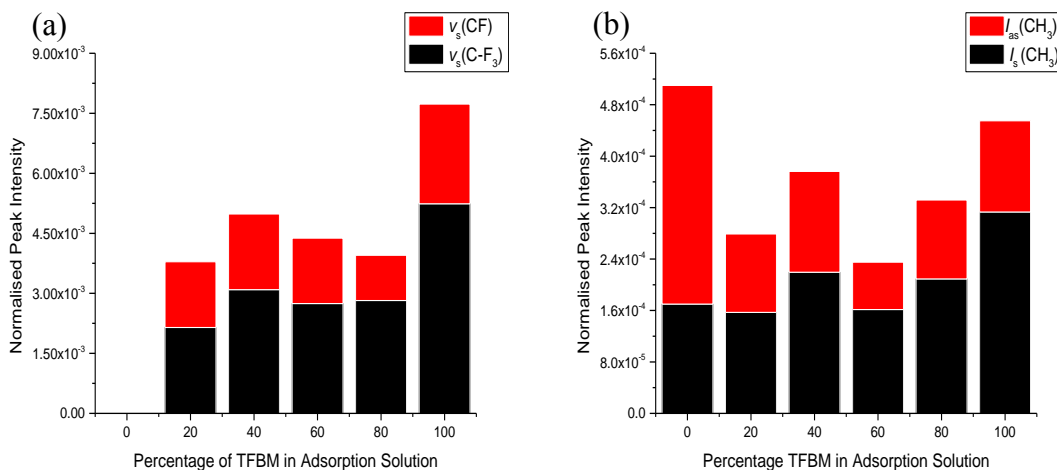 (a)
νs(CF)
νs(C-F3)
9.00x10-3
7.50x10-3
6.00x10-3
4.50x10-3
3.00x10-3
1.50x10-3
0.00
Normalised Peak Intensity
0 20 40 60 80 100
Percentage of TFBM in Adsorption Solution
(b)
Ias(CH3)
Is(CH3)
5.6x10-4
4.8x10-4
4.0x10-4
3.2x10-4
2.4x10-4
1.6x10-4
8.0x10-5
0.0
Normalised Peak Intensity
0 20 40 60 80 100
Percentage TFBM in Adsorption Solution